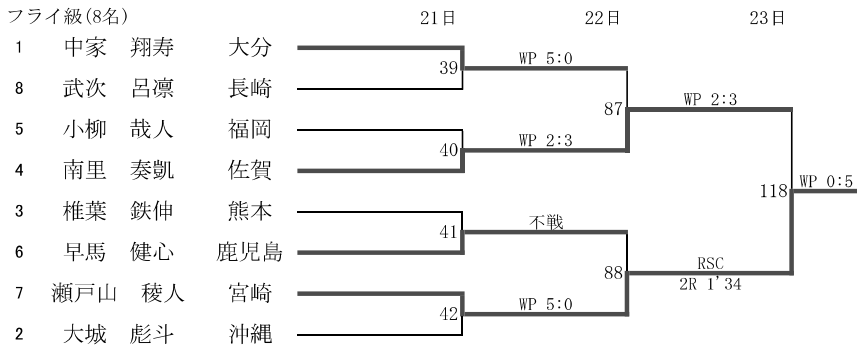 フライ級(8名) 21日 22日 23日
1 中家 翔寿 大分
39 WP 5:0
8 武次 呂凛 長崎
87 WP 2:3
5 小柳 哉人 福岡
40 WP 2:3
4 南里 奏凱 佐賀
118 WP 0:5
3 椎葉 鉄伸 熊本
41 不戦
6 早馬 健心 鹿児島
88 RSC
2R 1'34
7 瀬戸山 稜人 宮崎
42 WP 5:0
2 大城 彪斗 沖縄